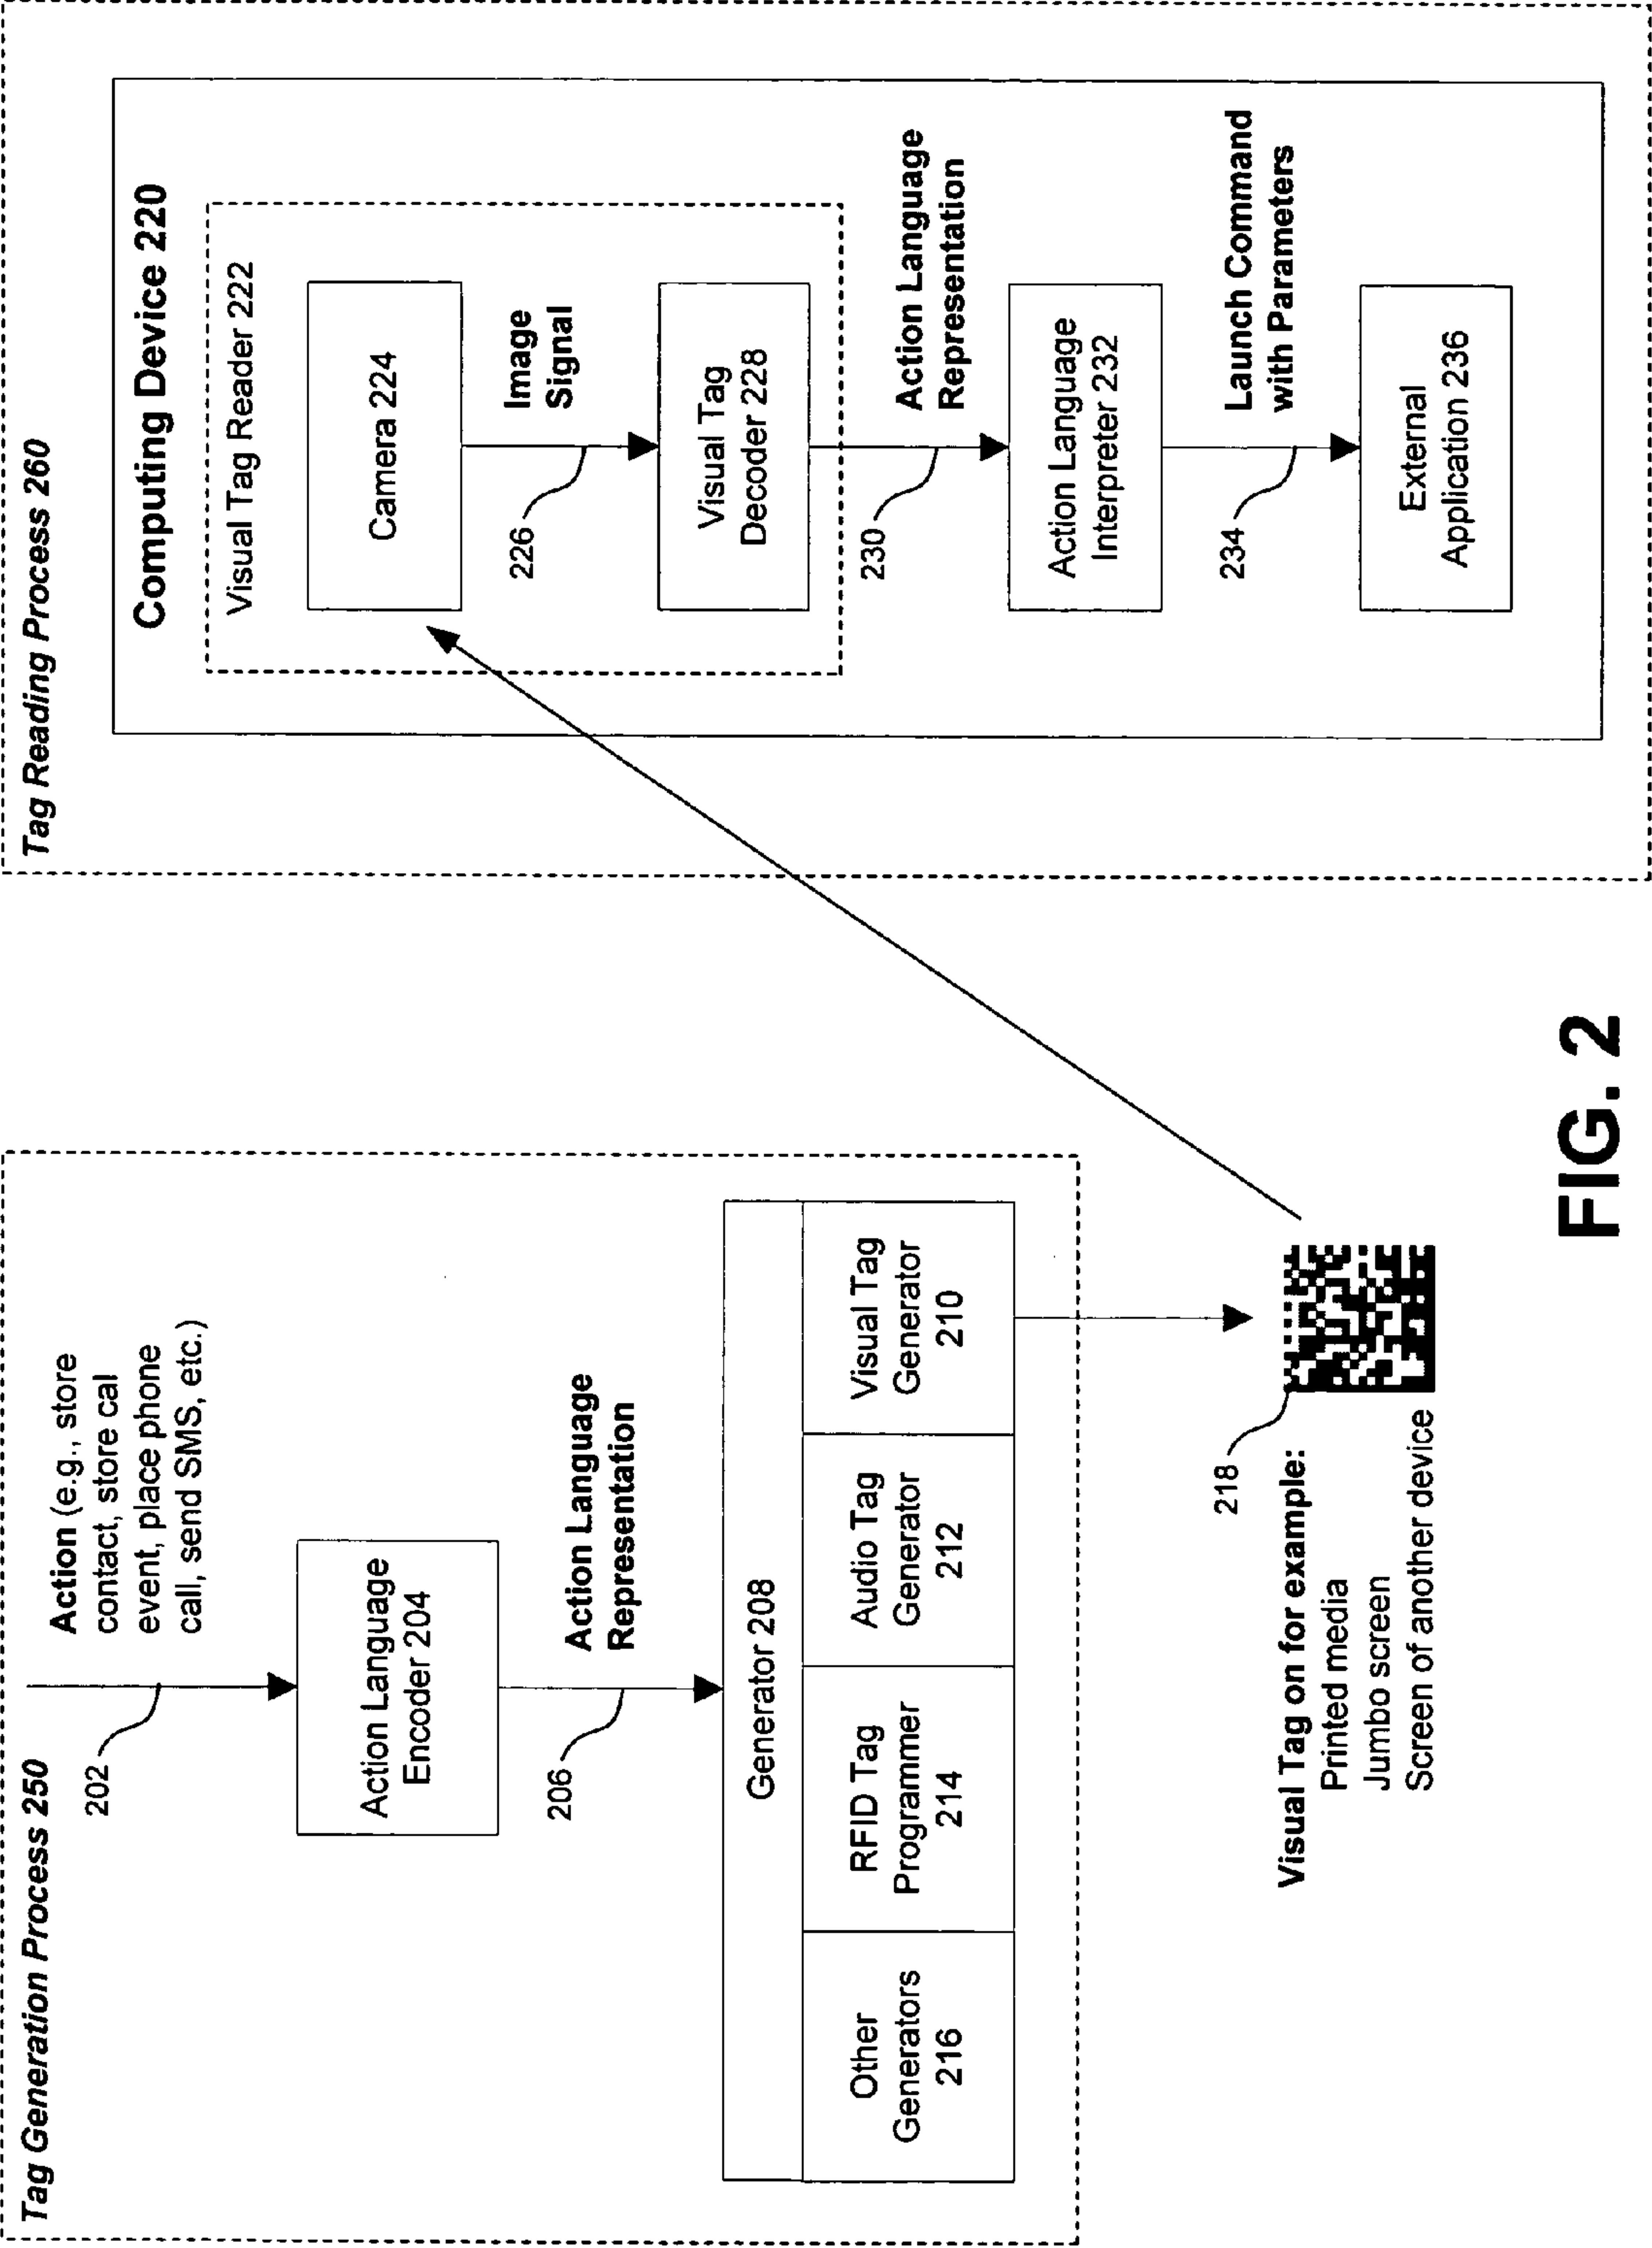 Tag Generation Process 250
202
Action (e.g., store
contact, store cal
event, place phone
call, send SMS, etc.)
Action Language
Encoder 204
206
Action Language
Representation
Generator 208
Other
Generators
216
RFID Tag
Programmer
214
Audio Tag
Generator
212
Visual Tag
Generator
210
218
Visual Tag on for example:
Printed media
Jumbo screen
Screen of another device
Tag Reading Process 260
Computing Device 220
Visual Tag Reader 222
Camera 224
226
Image
Signal
Visual Tag
Decoder 228
230
Action Language
Representation
Action Language
Interpreter 232
234
Launch Command
with Parameters
External
Application 236
FIG. 2